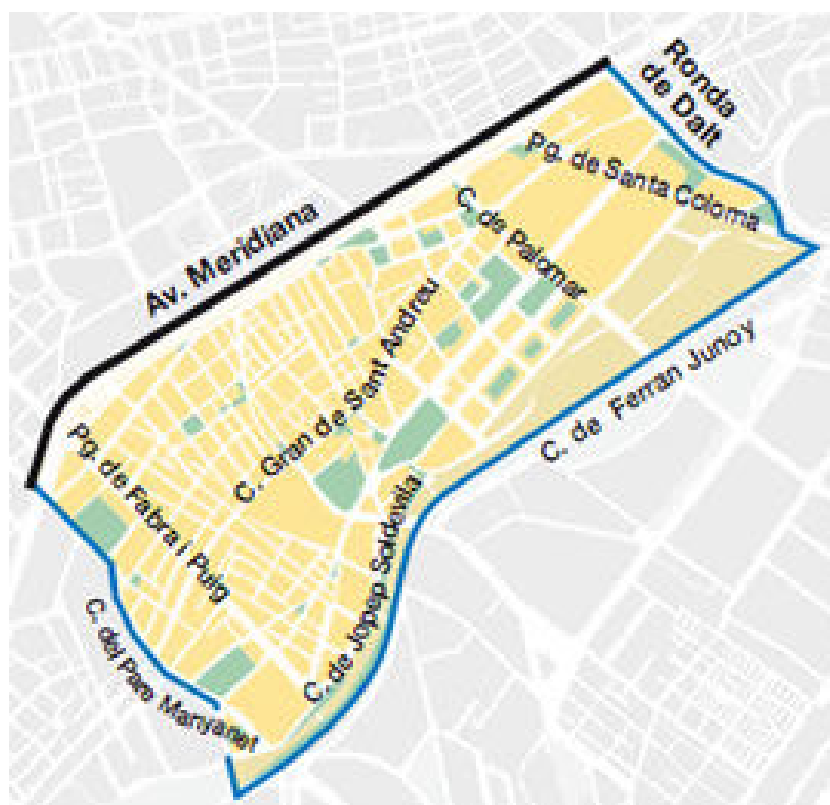 Ronda
de Dalt
Pg. de Santa Coloma
C. de Palomar
Av. Meridiana
C. Gran de Sant Andreu
C. de Ferran Junoy
Pg. de Fabra i Puig
C. de Jopep Soldevila
C. del Pare Manyanet